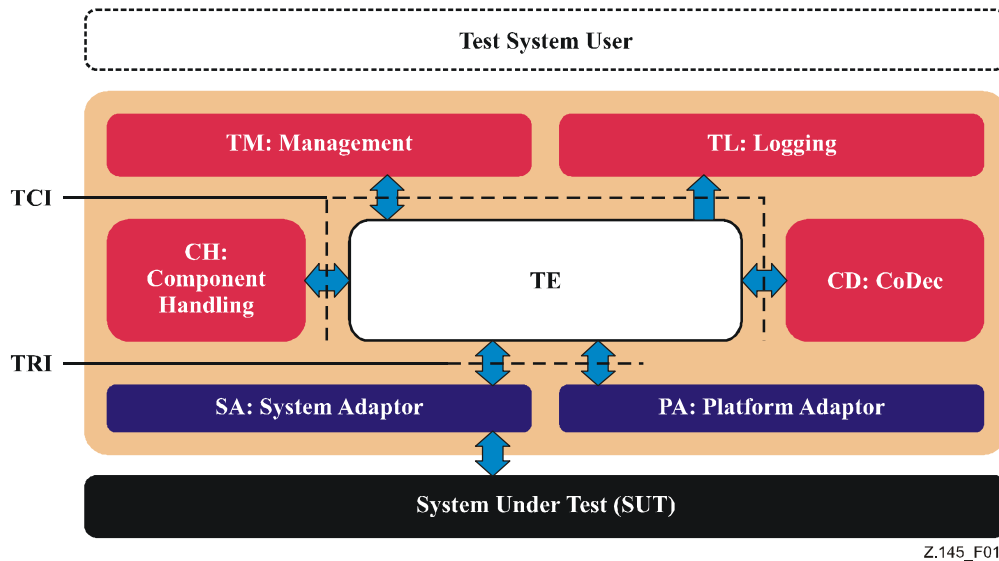 Test System User
TM: Management
TL: Logging
TCI
CH:
Component
Handling
TE
CD: CoDec
TRI
SA: System Adaptor
PA: Platform Adaptor
System Under Test (SUT)
Z.145_F01